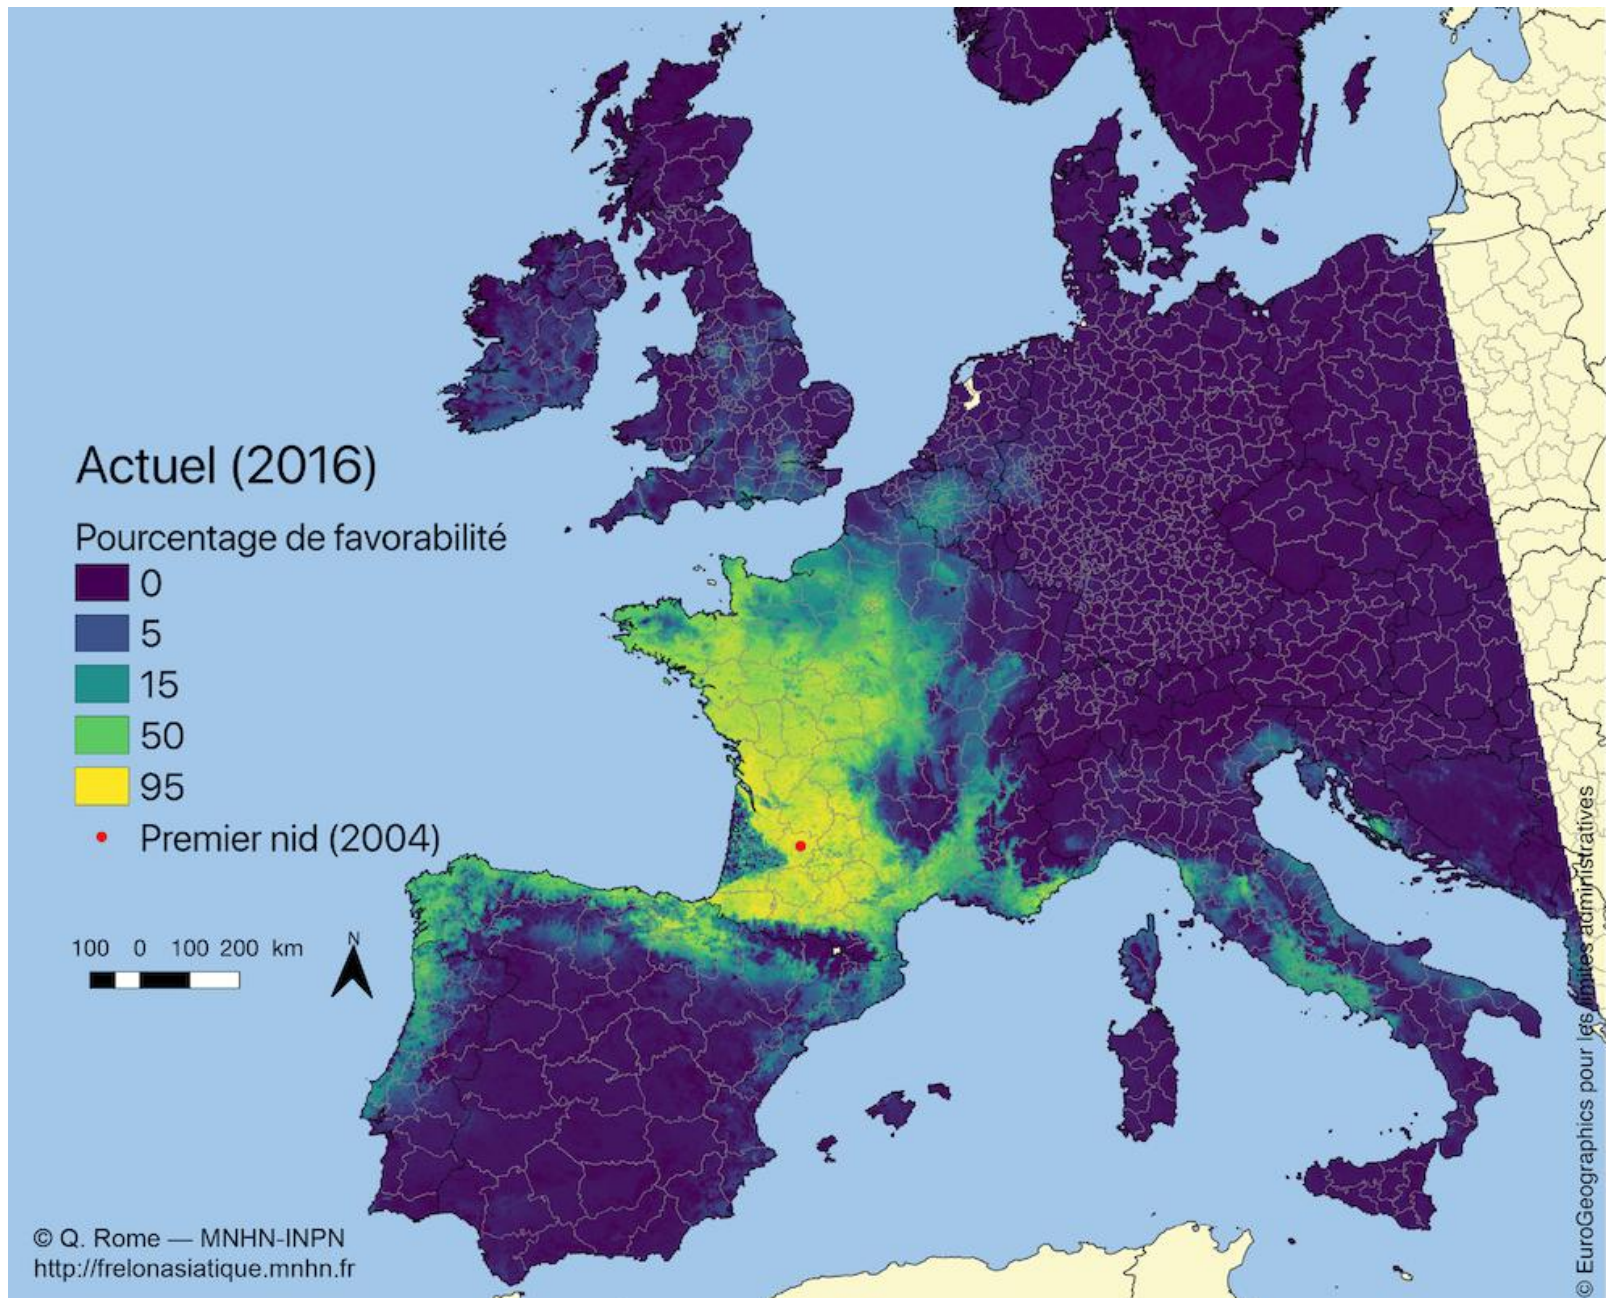 Actuel (2016)
Pourcentage de favorabilité
0
5
15
50
95
Premier nid (2004)
100 0 100 200 km
N
© Q. Rome — MNHN-INPN
http://frelonasiatique.mnhn.fr
© EuroGeographics pour les limites administratives